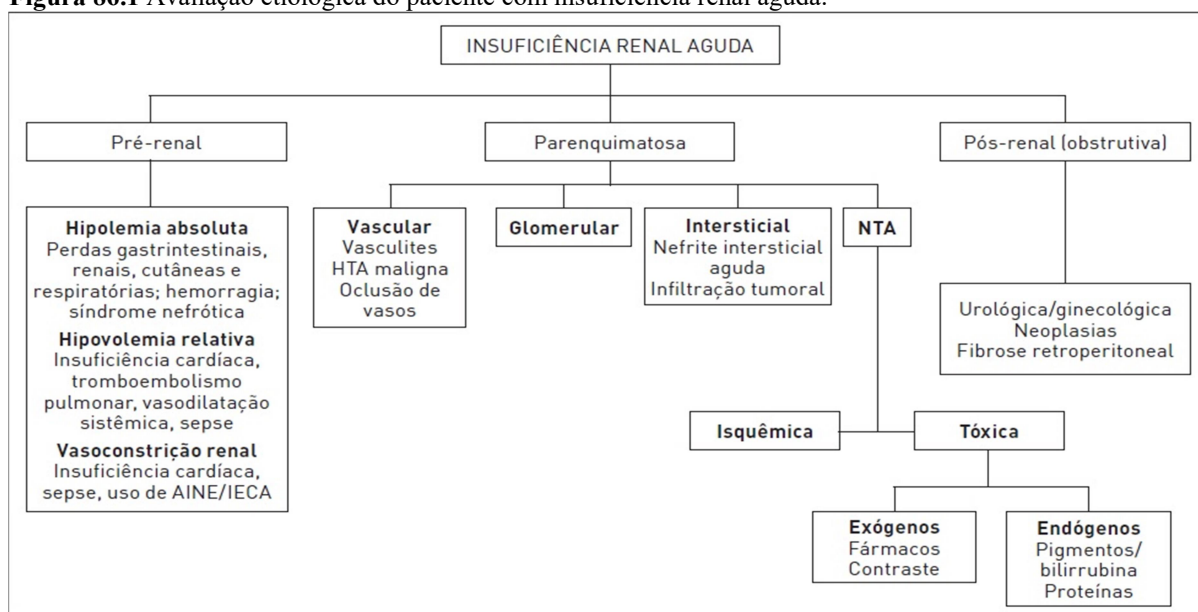 Figura 86.1 Avaliação etiológica do paciente com insuficiência renal aguda.
INSUFICIÊNCIA RENAL AGUDA
Pré-renal
Parenquimatosa
Pós-renal (obstrutiva)
Hipolemia absoluta
Perdas gastrintestinais,
renais, cutâneas e
respiratórias; hemorragia;
síndrome nefrótica
Hipovolemia relativa
Insuficiência cardíaca,
tromboembolismo
pulmonar, vasodilatação
sistêmica, sepse
Vasoconstrição renal
Insuficiência cardíaca,
sepse, uso de AINE/IECA
Vascular
Vasculites
HTA maligna
Oclusão de
vasos
Glomerular
Intersticial
Nefrite intersticial
aguda
Infiltração tumoral
NTA
Urológica/ginecológica
Neoplasias
Fibrose retroperitoneal
Isquêmica
Tóxica
Exógenos
Fármacos
Contraste
Endógenos
Pigmentos/
bilirrubina
Proteínas